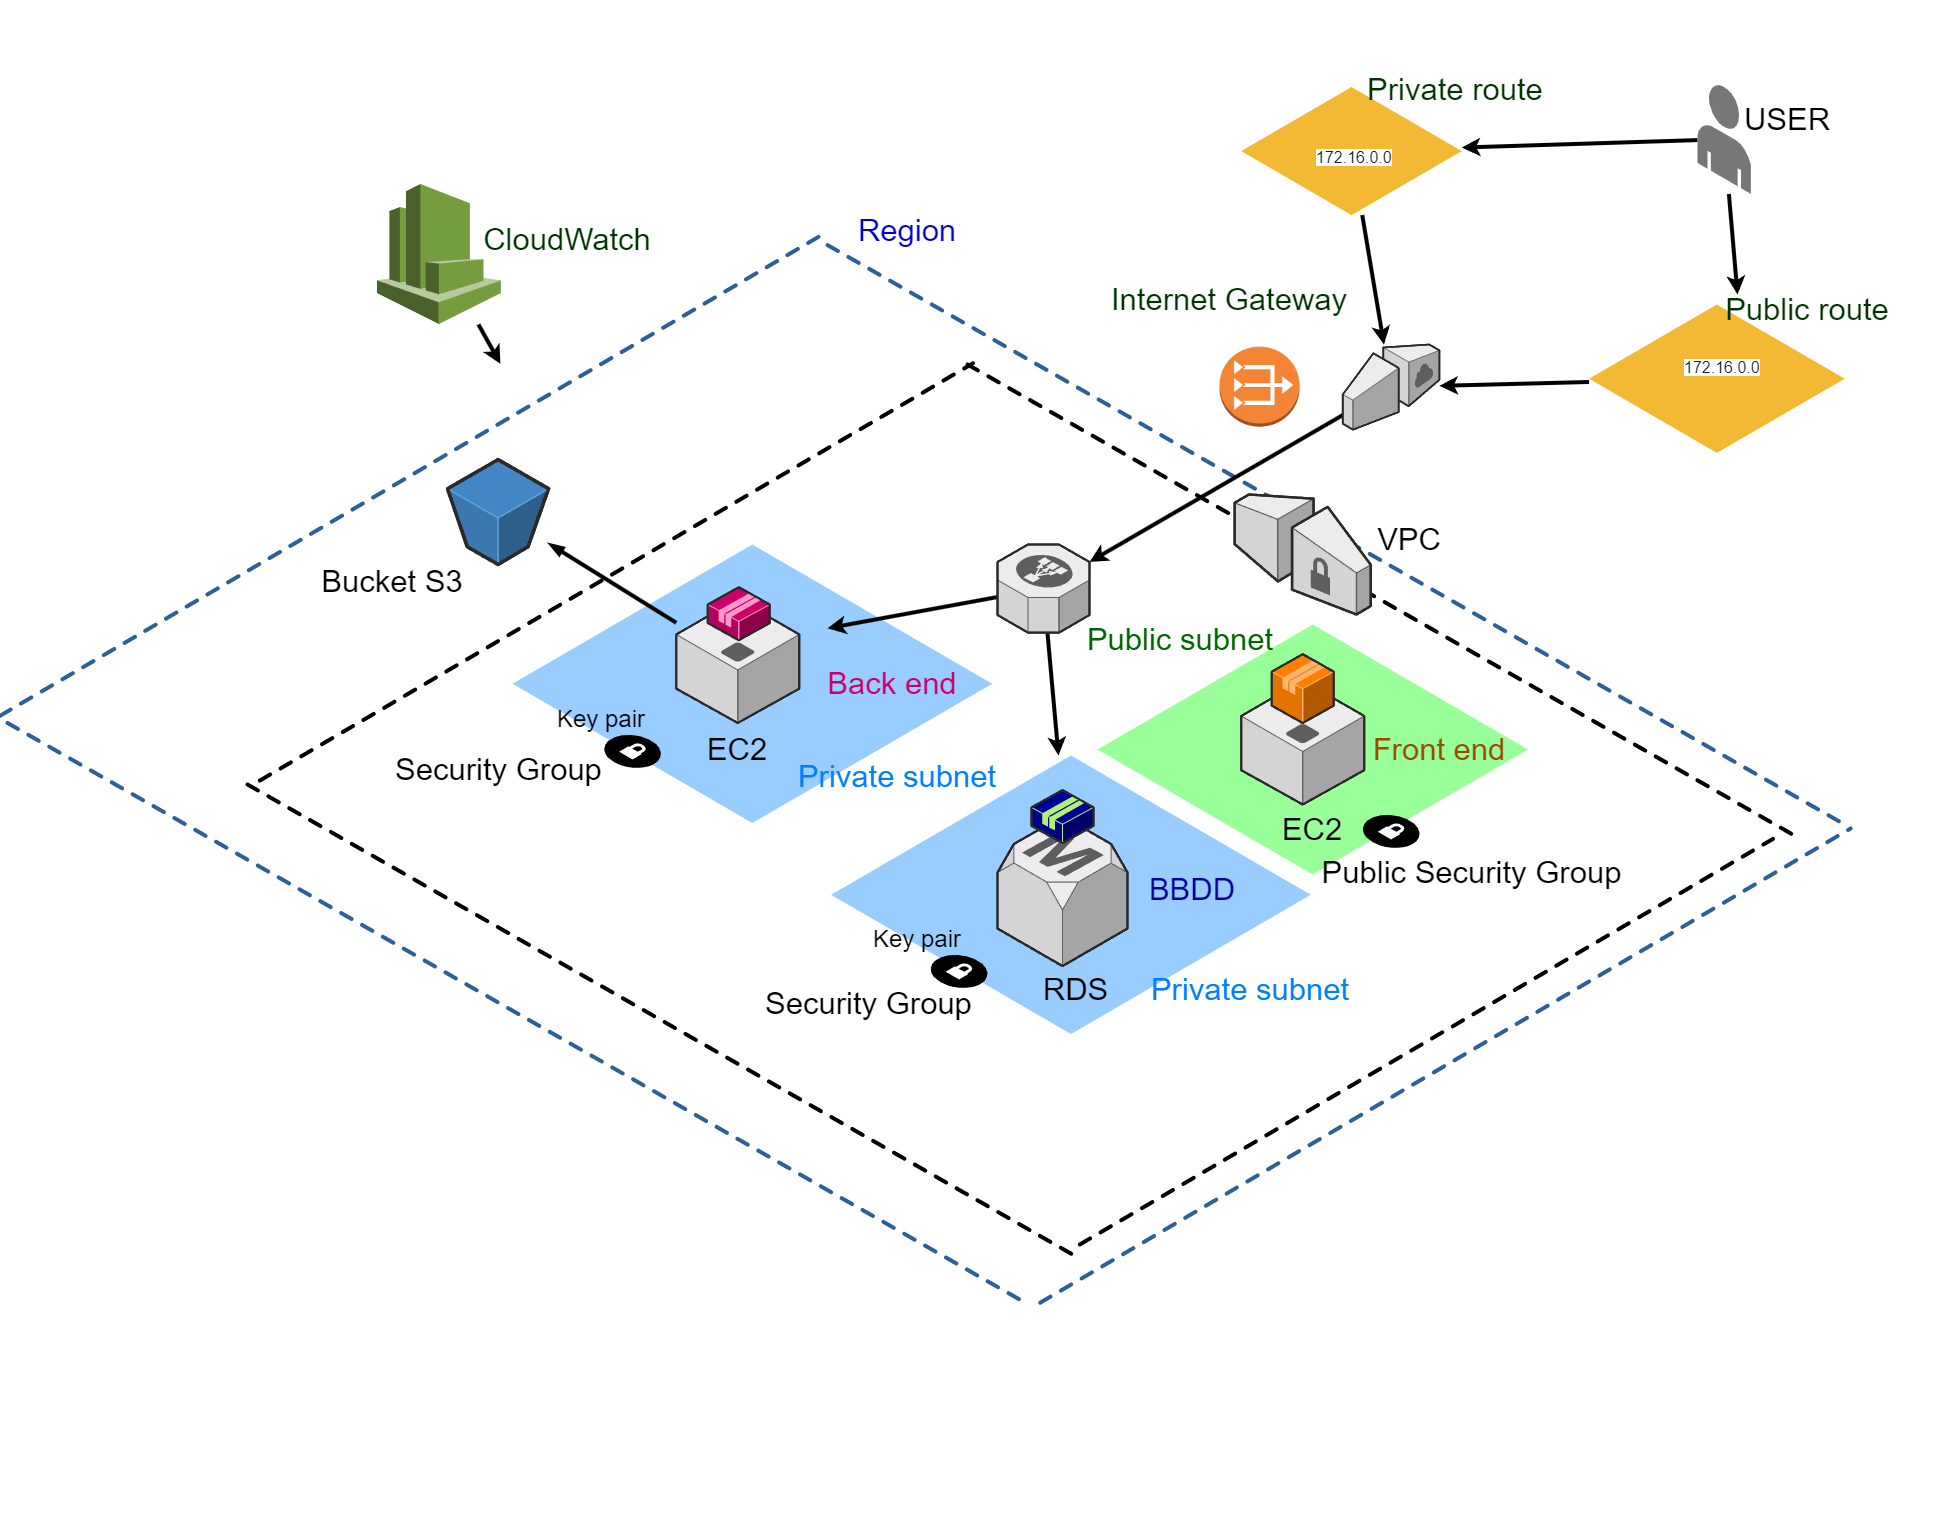 Private route
USER
172.16.0.0
Region
CloudWatch
Internet Gateway
Public route
172.16.0.0
VPC
Bucket S3
Public subnet
Back end
Key pair
EC2
Front end
Security Group
Private subnet
EC2
Public Security Group
BBDD
Key pair
RDS
Private subnet
Security Group